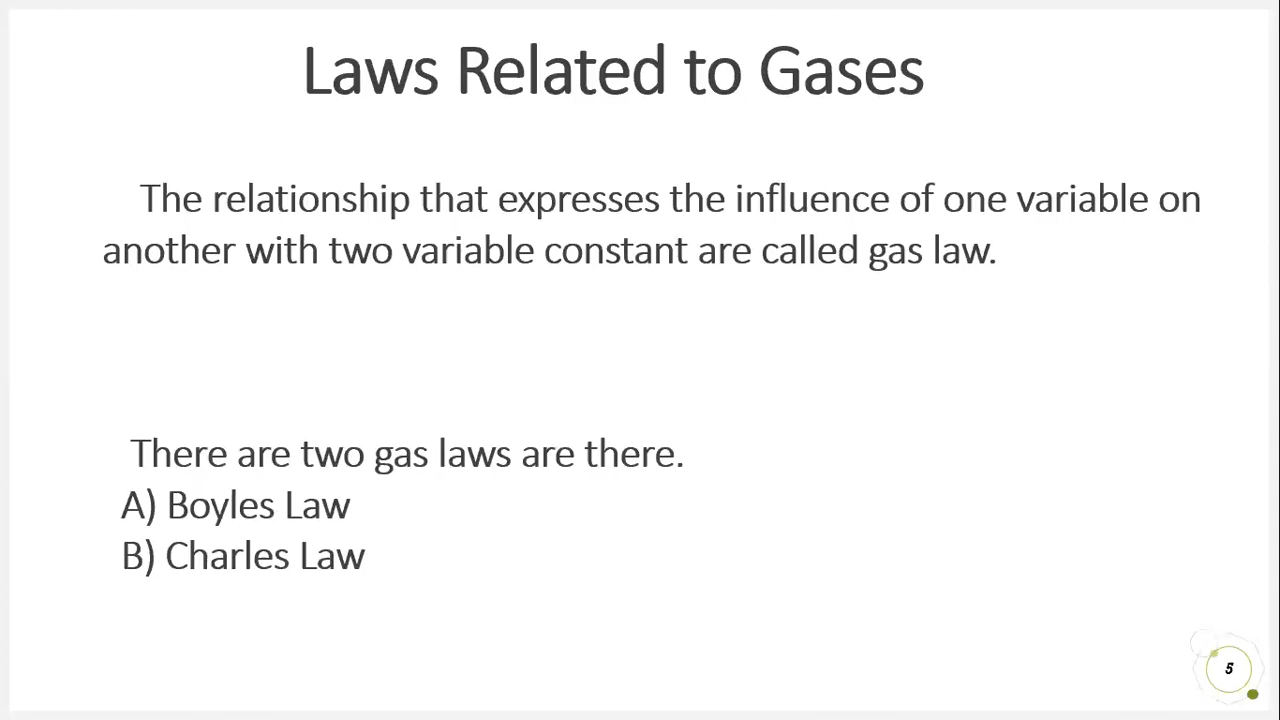 Laws Related to Gases
The relationship that expresses the influence of one variable on
another with two variable constant are called gas law.
There are two gas laws are there.
A) Boyles Law
B) Charles Law
5